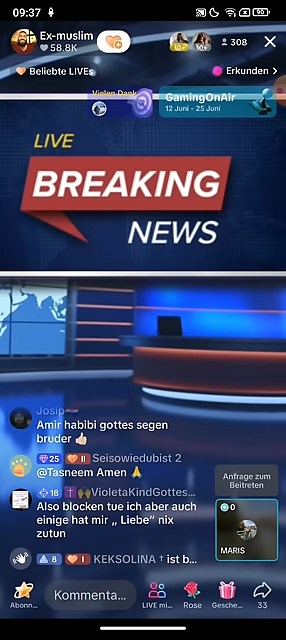 09:37
90
Ex-muslim
58.8K
308
Beliebte LIVEs
Erkunden >
Vielen Dank
GamingOnAir
12 Juni - 25 Juni
LIVE
BREAKING
NEWS
Josip
Amir habibi gottes segen
bruder 👍🏻
25 II Seisowiedubist 2
@Tasneem Amen 🙏
18 II VioletaKindGottes...
Also blocken tue ich aber auch
einige hat mir „ Liebe“ nix
zutun
8 I KEKSOLINA † ist b...
Anfrage zum
Beitreten
0
MARIS
Abonn...
Kommenta...
LIVE mi...
Rose
Gesche...
33